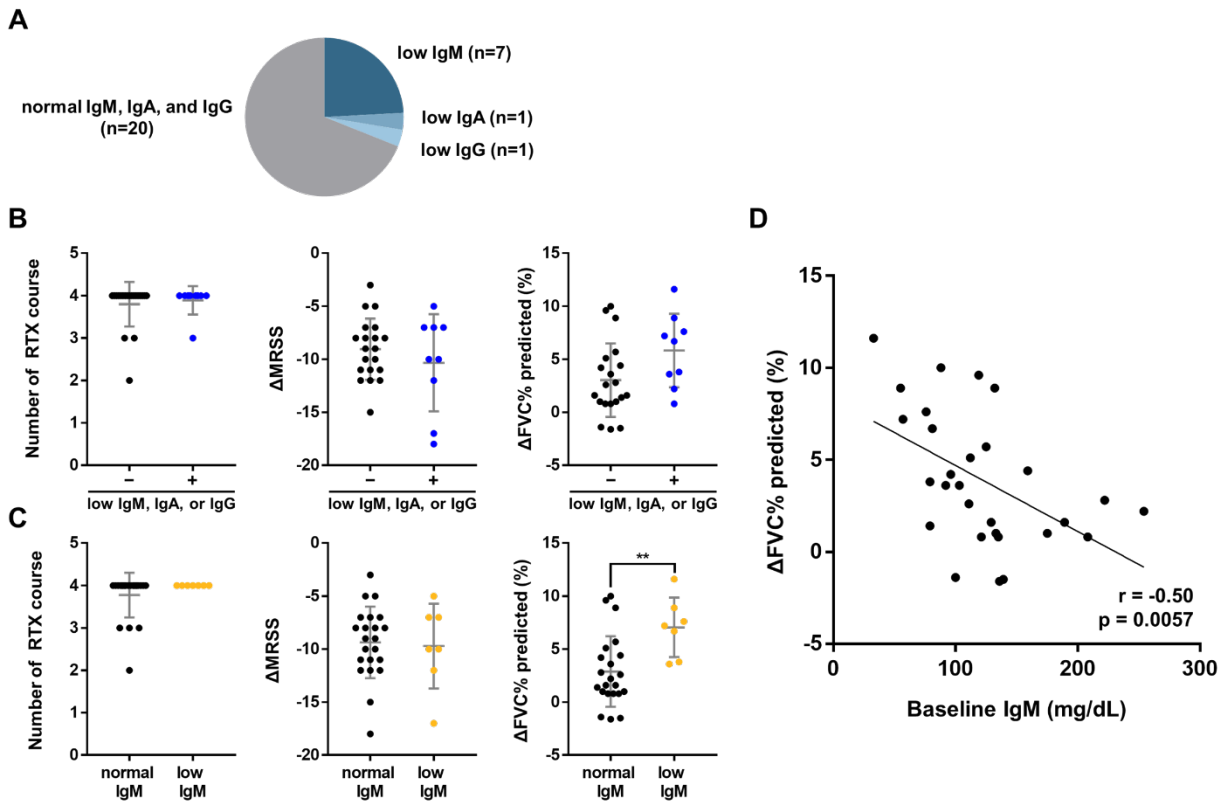 A
low IgM (n=7)
normal IgM, IgA, and IgG
(n=20)
low IgA (n=1)
low IgG (n=1)
B
Number of RTX course
5
4
3
2
1
0
–
+
low IgM, IgA, or IgG
ΔMRSS
0
-5
-10
-15
-20
–
+
low IgM, IgA, or IgG
ΔFVC% predicted (%)
15
10
5
0
-5
–
+
low IgM, IgA, or IgG
C
Number of RTX course
5
4
3
2
1
0
normal
IgM
low
IgM
ΔMRSS
0
-5
-10
-15
-20
normal
IgM
low
IgM
ΔFVC% predicted (%)
15
10
5
0
-5
**
normal
IgM
low
IgM
D
ΔFVC% predicted (%)
15
10
5
0
-5
r = -0.50
p = 0.0057
0
100
200
300
Baseline IgM (mg/dL)